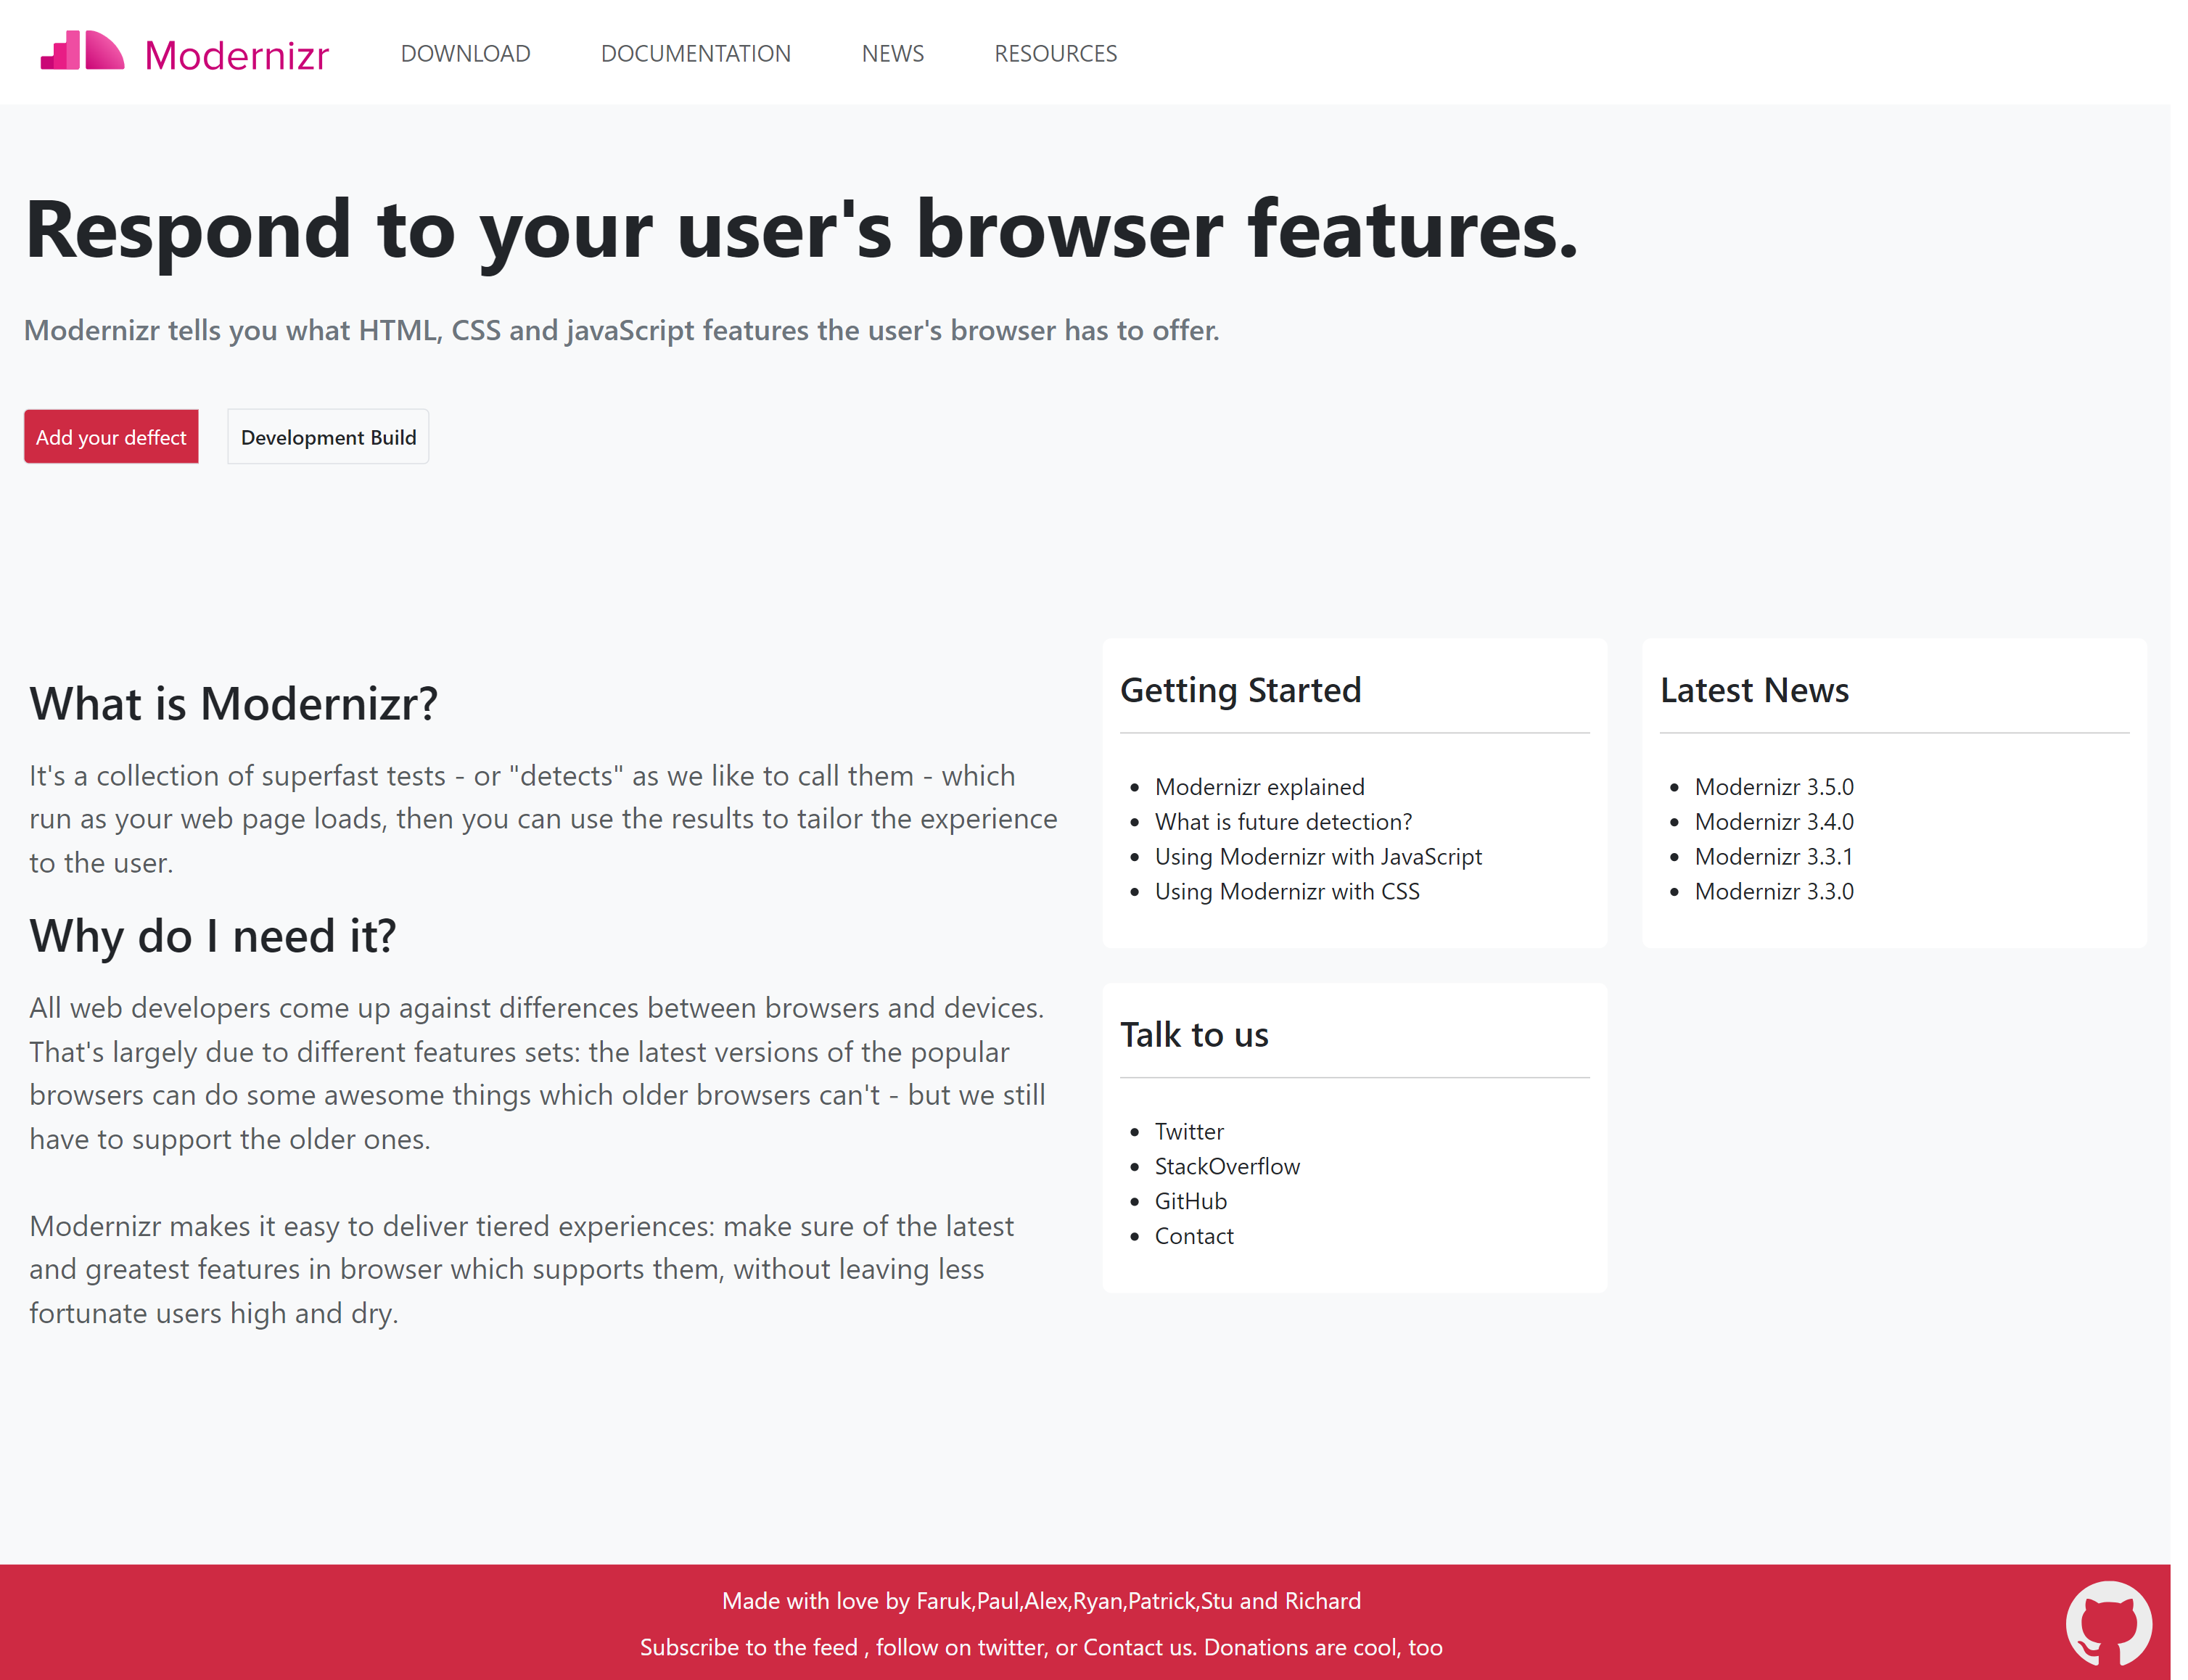 Modernizr
DOWNLOAD
DOCUMENTATION
NEWS
RESOURCES
Respond to your user's browser features.
Modernizr tells you what HTML, CSS and javaScript features the user's browser has to offer.
Add your deffect
Development Build
What is Modernizr?
It's a collection of superfast tests - or "detects" as we like to call them - which
run as your web page loads, then you can use the results to tailor the experience
to the user.
Why do I need it?
All web developers come up against differences between browsers and devices.
That's largely due to different features sets: the latest versions of the popular
browsers can do some awesome things which older browsers can't - but we still
have to support the older ones.
Modernizr makes it easy to deliver tiered experiences: make sure of the latest
and greatest features in browser which supports them, without leaving less
fortunate users high and dry.
Getting Started
Modernizr explained
What is future detection?
Using Modernizr with JavaScript
Using Modernizr with CSS
Latest News
Modernizr 3.5.0
Modernizr 3.4.0
Modernizr 3.3.1
Modernizr 3.3.0
Talk to us
Twitter
StackOverflow
GitHub
Contact
Made with love by Faruk,Paul,Alex,Ryan,Patrick,Stu and Richard
Subscribe to the feed , follow on twitter, or Contact us. Donations are cool, too